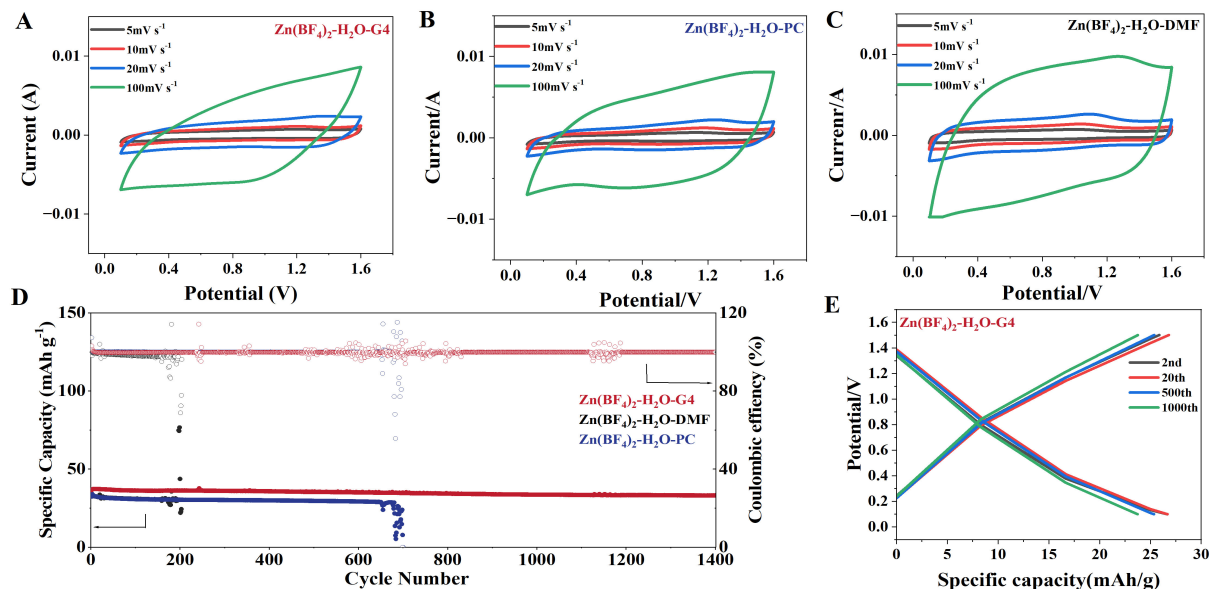 A
5mV s⁻¹
10mV s⁻¹
20mV s⁻¹
100mV s⁻¹
Zn(BF₄)₂-H₂O-G4
Current (A)
0.01
0.00
−0.01
0.0 0.4 0.8 1.2 1.6
Potential (V)
B
5mV s⁻¹
10mV s⁻¹
20mV s⁻¹
100mV s⁻¹
Zn(BF₄)₂-H₂O-PC
Current/A
0.01
0.00
−0.01
0.0 0.4 0.8 1.2 1.6
Potential/V
C
5mV s⁻¹
10mV s⁻¹
20mV s⁻¹
100mV s⁻¹
Zn(BF₄)₂-H₂O-DMF
Currenr/A
0.01
0.00
−0.01
0.0 0.4 0.8 1.2 1.6
Potential/V
D
Specific Capacity (mAh g⁻¹)
150
125
100
75
50
25
0
Zn(BF₄)₂-H₂O-G4
Zn(BF₄)₂-H₂O-DMF
Zn(BF₄)₂-H₂O-PC
120
80
40
0
Coulombic effiency (%)
0 200 400 600 800 1000 1200 1400
Cycle Number
E
Zn(BF₄)₂-H₂O-G4
2nd
20th
500th
1000th
Potential/V
1.6
1.4
1.2
1.0
0.8
0.6
0.4
0.2
0.0
0 5 10 15 20 25 30
Specific capacity(mAh/g)